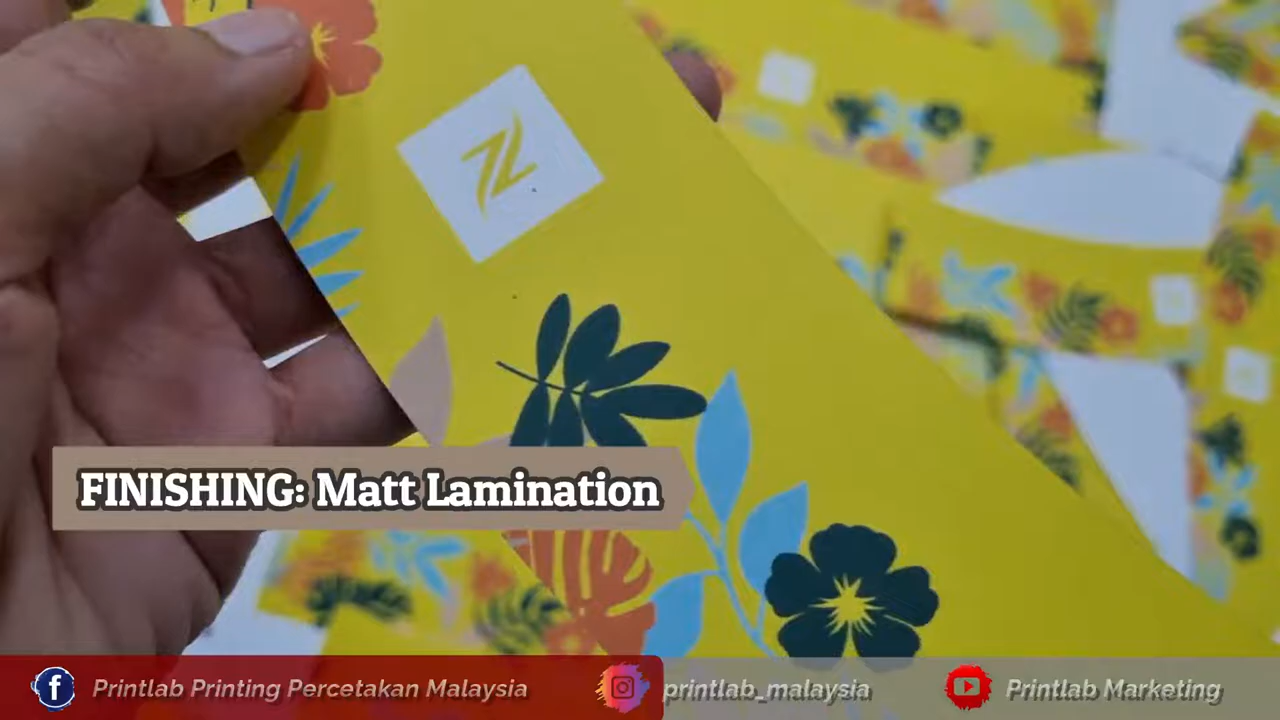 FINISHING: Matt Lamination
Printlab Printing Percetakan Malaysia
printlab_malaysia
Printlab Marketing